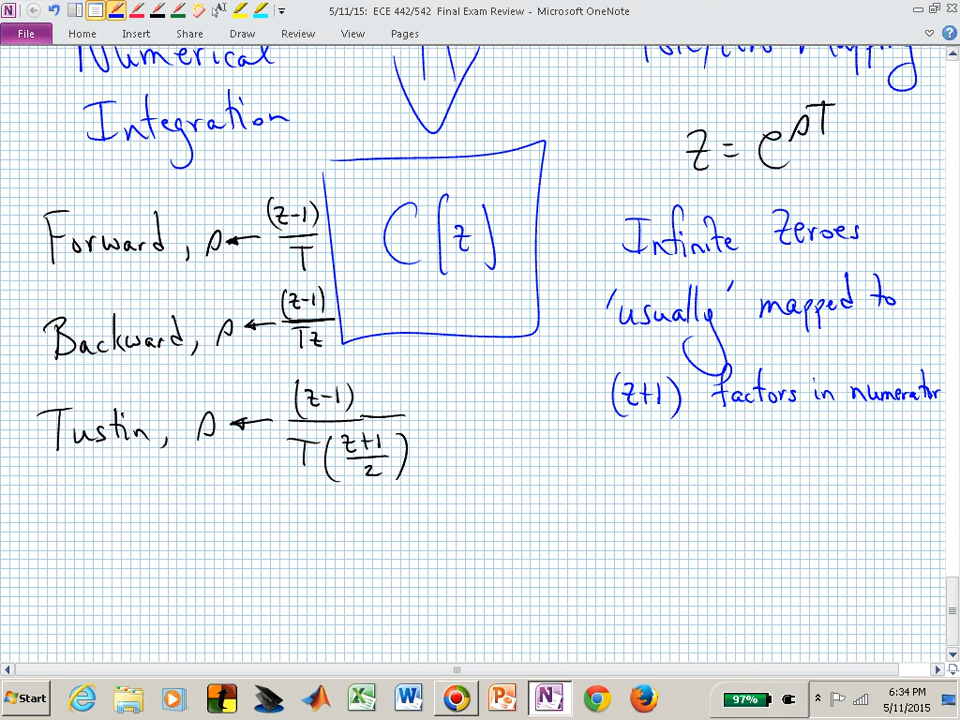 5/11/15: ECE 442/542 Final Exam Review - Microsoft OneNote
File Home Insert Share Draw Review View Pages
Numerical
Integration
Forward, s ← (z-1)/T
Backward, s ← (z-1)/Tz
Tustin, s ← (z-1)/T(z+1/2)
C(z)
z = e^sT
Infinite Zeroes
'usually' mapped to
(z+1) factors in numerator
Start
97%
6:34 PM
5/11/2015